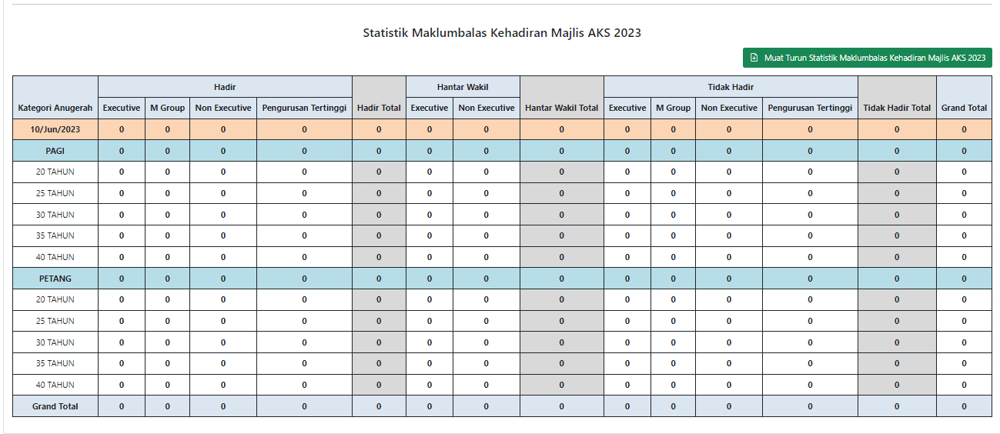 Statistik Maklumbalas Kehadiran Majlis AKS 2023
Muat Turun Statistik Maklumbalas Kehadiran Majlis AKS 2023
Hadir Hantar Wakil Tidak Hadir
Kategori Anugerah Executive M Group Non Executive Pengurusan Tertinggi Hadir Total Executive Non Executive Hantar Wakil Total Executive M Group Non Executive Pengurusan Tertinggi Tidak Hadir Total Grand Total
10/Jun/2023 0 0 0 0 0 0 0 0 0 0 0 0 0 0
PAGI 0 0 0 0 0 0 0 0 0 0 0 0 0 0
20 TAHUN 0 0 0 0 0 0 0 0 0 0 0 0 0 0
25 TAHUN 0 0 0 0 0 0 0 0 0 0 0 0 0 0
30 TAHUN 0 0 0 0 0 0 0 0 0 0 0 0 0 0
35 TAHUN 0 0 0 0 0 0 0 0 0 0 0 0 0 0
40 TAHUN 0 0 0 0 0 0 0 0 0 0 0 0 0 0
PETANG 0 0 0 0 0 0 0 0 0 0 0 0 0 0
20 TAHUN 0 0 0 0 0 0 0 0 0 0 0 0 0 0
25 TAHUN 0 0 0 0 0 0 0 0 0 0 0 0 0 0
30 TAHUN 0 0 0 0 0 0 0 0 0 0 0 0 0 0
35 TAHUN 0 0 0 0 0 0 0 0 0 0 0 0 0 0
40 TAHUN 0 0 0 0 0 0 0 0 0 0 0 0 0 0
Grand Total 0 0 0 0 0 0 0 0 0 0 0 0 0 0